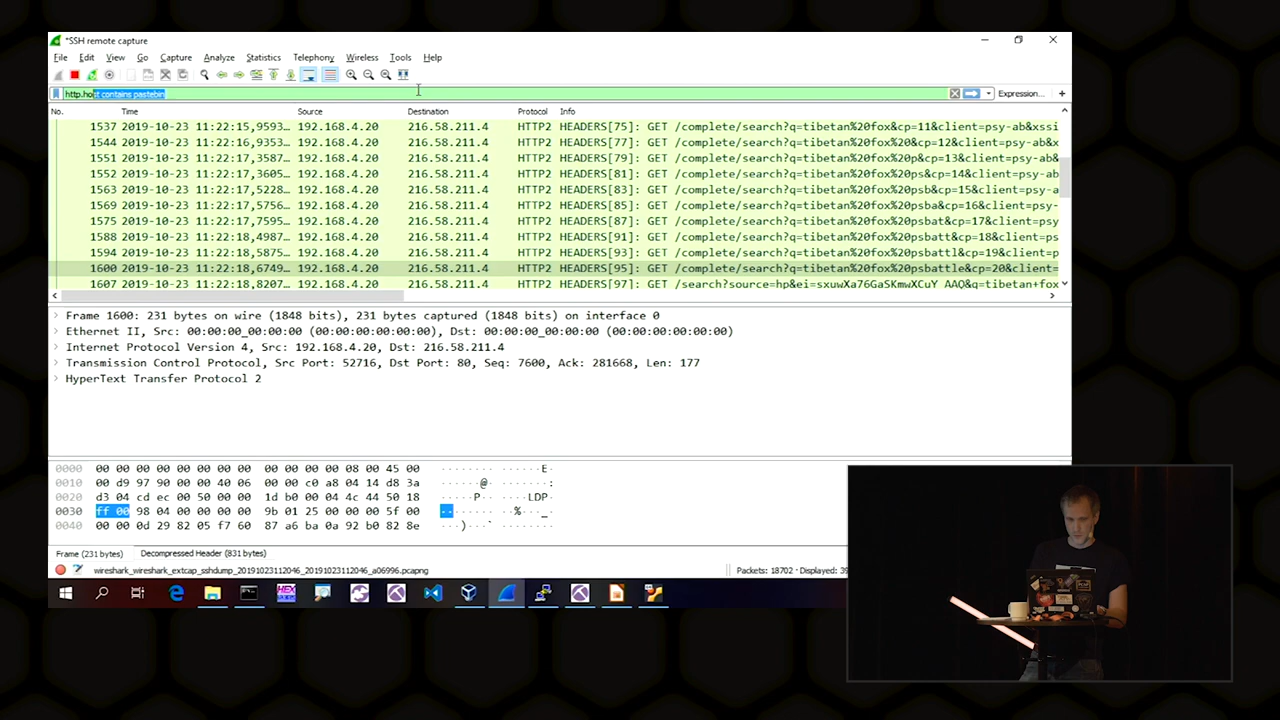 *SSH remote capture
File Edit View Go Capture Analyze Statistics Telephony Wireless Tools Help
http.host contains pastebin Expression... +
No. Time Source Destination Protocol Info
1537 2019-10-23 11:22:15,9593… 192.168.4.20 216.58.211.4 HTTP2 HEADERS[75]: GET /complete/search?q=tibetan%20fox&cp=11&client=psy-ab&xssi
1544 2019-10-23 11:22:16,9353… 192.168.4.20 216.58.211.4 HTTP2 HEADERS[77]: GET /complete/search?q=tibetan%20fox%20&cp=12&client=psy-ab&x
1551 2019-10-23 11:22:17,3587… 192.168.4.20 216.58.211.4 HTTP2 HEADERS[79]: GET /complete/search?q=tibetan%20fox%20p&cp=13&client=psy-ab&
1552 2019-10-23 11:22:17,3605… 192.168.4.20 216.58.211.4 HTTP2 HEADERS[81]: GET /complete/search?q=tibetan%20fox%20ps&cp=14&client=psy-ab
1563 2019-10-23 11:22:17,5228… 192.168.4.20 216.58.211.4 HTTP2 HEADERS[83]: GET /complete/search?q=tibetan%20fox%20psb&cp=15&client=psy-a
1569 2019-10-23 11:22:17,5756… 192.168.4.20 216.58.211.4 HTTP2 HEADERS[85]: GET /complete/search?q=tibetan%20fox%20psba&cp=16&client=psy-
1575 2019-10-23 11:22:17,7595… 192.168.4.20 216.58.211.4 HTTP2 HEADERS[87]: GET /complete/search?q=tibetan%20fox%20psbat&cp=17&client=psy
1588 2019-10-23 11:22:18,4987… 192.168.4.20 216.58.211.4 HTTP2 HEADERS[91]: GET /complete/search?q=tibetan%20fox%20psbatt&cp=18&client=ps
1594 2019-10-23 11:22:18,5875… 192.168.4.20 216.58.211.4 HTTP2 HEADERS[93]: GET /complete/search?q=tibetan%20fox%20psbattl&cp=19&client=p
1600 2019-10-23 11:22:18,6749… 192.168.4.20 216.58.211.4 HTTP2 HEADERS[95]: GET /complete/search?q=tibetan%20fox%20psbattle&cp=20&client=
1607 2019-10-23 11:22:18,8207… 192.168.4.20 216.58.211.4 HTTP2 HEADERS[97]: GET /search?source=hp&ei=sxuwXa76GaSKmwXCuY AAQ&q=tibetan+fox
Frame 1600: 231 bytes on wire (1848 bits), 231 bytes captured (1848 bits) on interface 0
Ethernet II, Src: 00:00:00_00:00:00 (00:00:00:00:00:00), Dst: 00:00:00_00:00:00 (00:00:00:00:00:00)
Internet Protocol Version 4, Src: 192.168.4.20, Dst: 216.58.211.4
Transmission Control Protocol, Src Port: 52716, Dst Port: 80, Seq: 7600, Ack: 281668, Len: 177
HyperText Transfer Protocol 2
0000 00 00 00 00 00 00 00 00 00 00 00 00 08 00 45 00 ········ ······E·
0010 00 d9 97 90 00 00 40 06 00 00 c0 a8 04 14 d8 3a ······@· ·······:
0020 d3 04 cd ec 00 50 00 00 1d b0 00 04 4c 44 50 18 ·····P·· ····LDP·
0030 ff 00 98 04 00 00 00 00 9b 01 25 00 00 00 5f 00 ········ ··%···_·
0040 00 00 0d 29 82 05 f7 60 87 a6 ba 0a 92 b0 82 8e ···)···` ········
Frame (231 bytes) Decompressed Header (831 bytes)
wireshark_wireshark_extcap_sshdump_20191023112046_20191023112046_a06996.pcapng Packets: 18702 · Displayed: 39
HEX